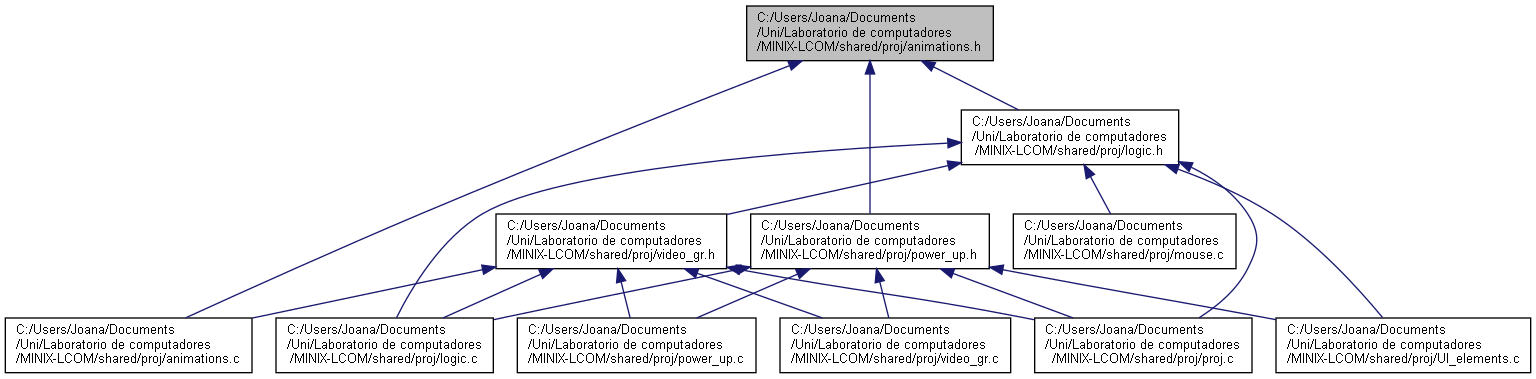 C:/Users/Joana/Documents
/Uni/Laboratorio de computadores
/MINIX-LCOM/shared/proj/animations.h
C:/Users/Joana/Documents
/Uni/Laboratorio de computadores
/MINIX-LCOM/shared/proj/logic.h
C:/Users/Joana/Documents
/Uni/Laboratorio de computadores
/MINIX-LCOM/shared/proj/video_gr.h
C:/Users/Joana/Documents
/Uni/Laboratorio de computadores
/MINIX-LCOM/shared/proj/power_up.h
C:/Users/Joana/Documents
/Uni/Laboratorio de computadores
/MINIX-LCOM/shared/proj/mouse.c
C:/Users/Joana/Documents
/Uni/Laboratorio de computadores
/MINIX-LCOM/shared/proj/animations.c
C:/Users/Joana/Documents
/Uni/Laboratorio de computadores
/MINIX-LCOM/shared/proj/logic.c
C:/Users/Joana/Documents
/Uni/Laboratorio de computadores
/MINIX-LCOM/shared/proj/power_up.c
C:/Users/Joana/Documents
/Uni/Laboratorio de computadores
/MINIX-LCOM/shared/proj/video_gr.c
C:/Users/Joana/Documents
/Uni/Laboratorio de computadores
/MINIX-LCOM/shared/proj/proj.c
C:/Users/Joana/Documents
/Uni/Laboratorio de computadores
/MINIX-LCOM/shared/proj/UI_elements.c